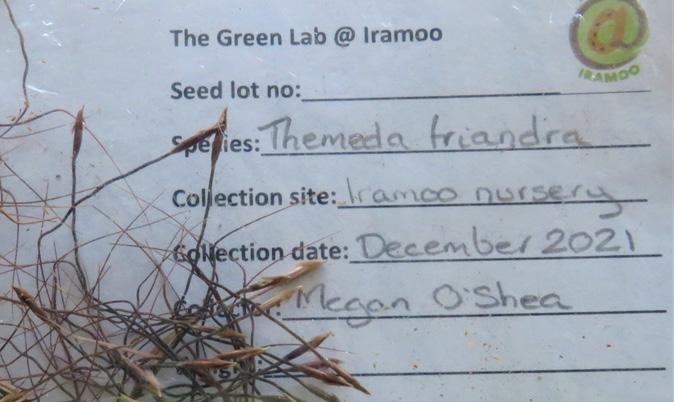 The Green Lab @ Iramoo
@
IRAMOO
Seed lot no:
Species: Themeda triandra
Collection site: Iramoo nursery
Collection date: December 2021
Megan O'Shea